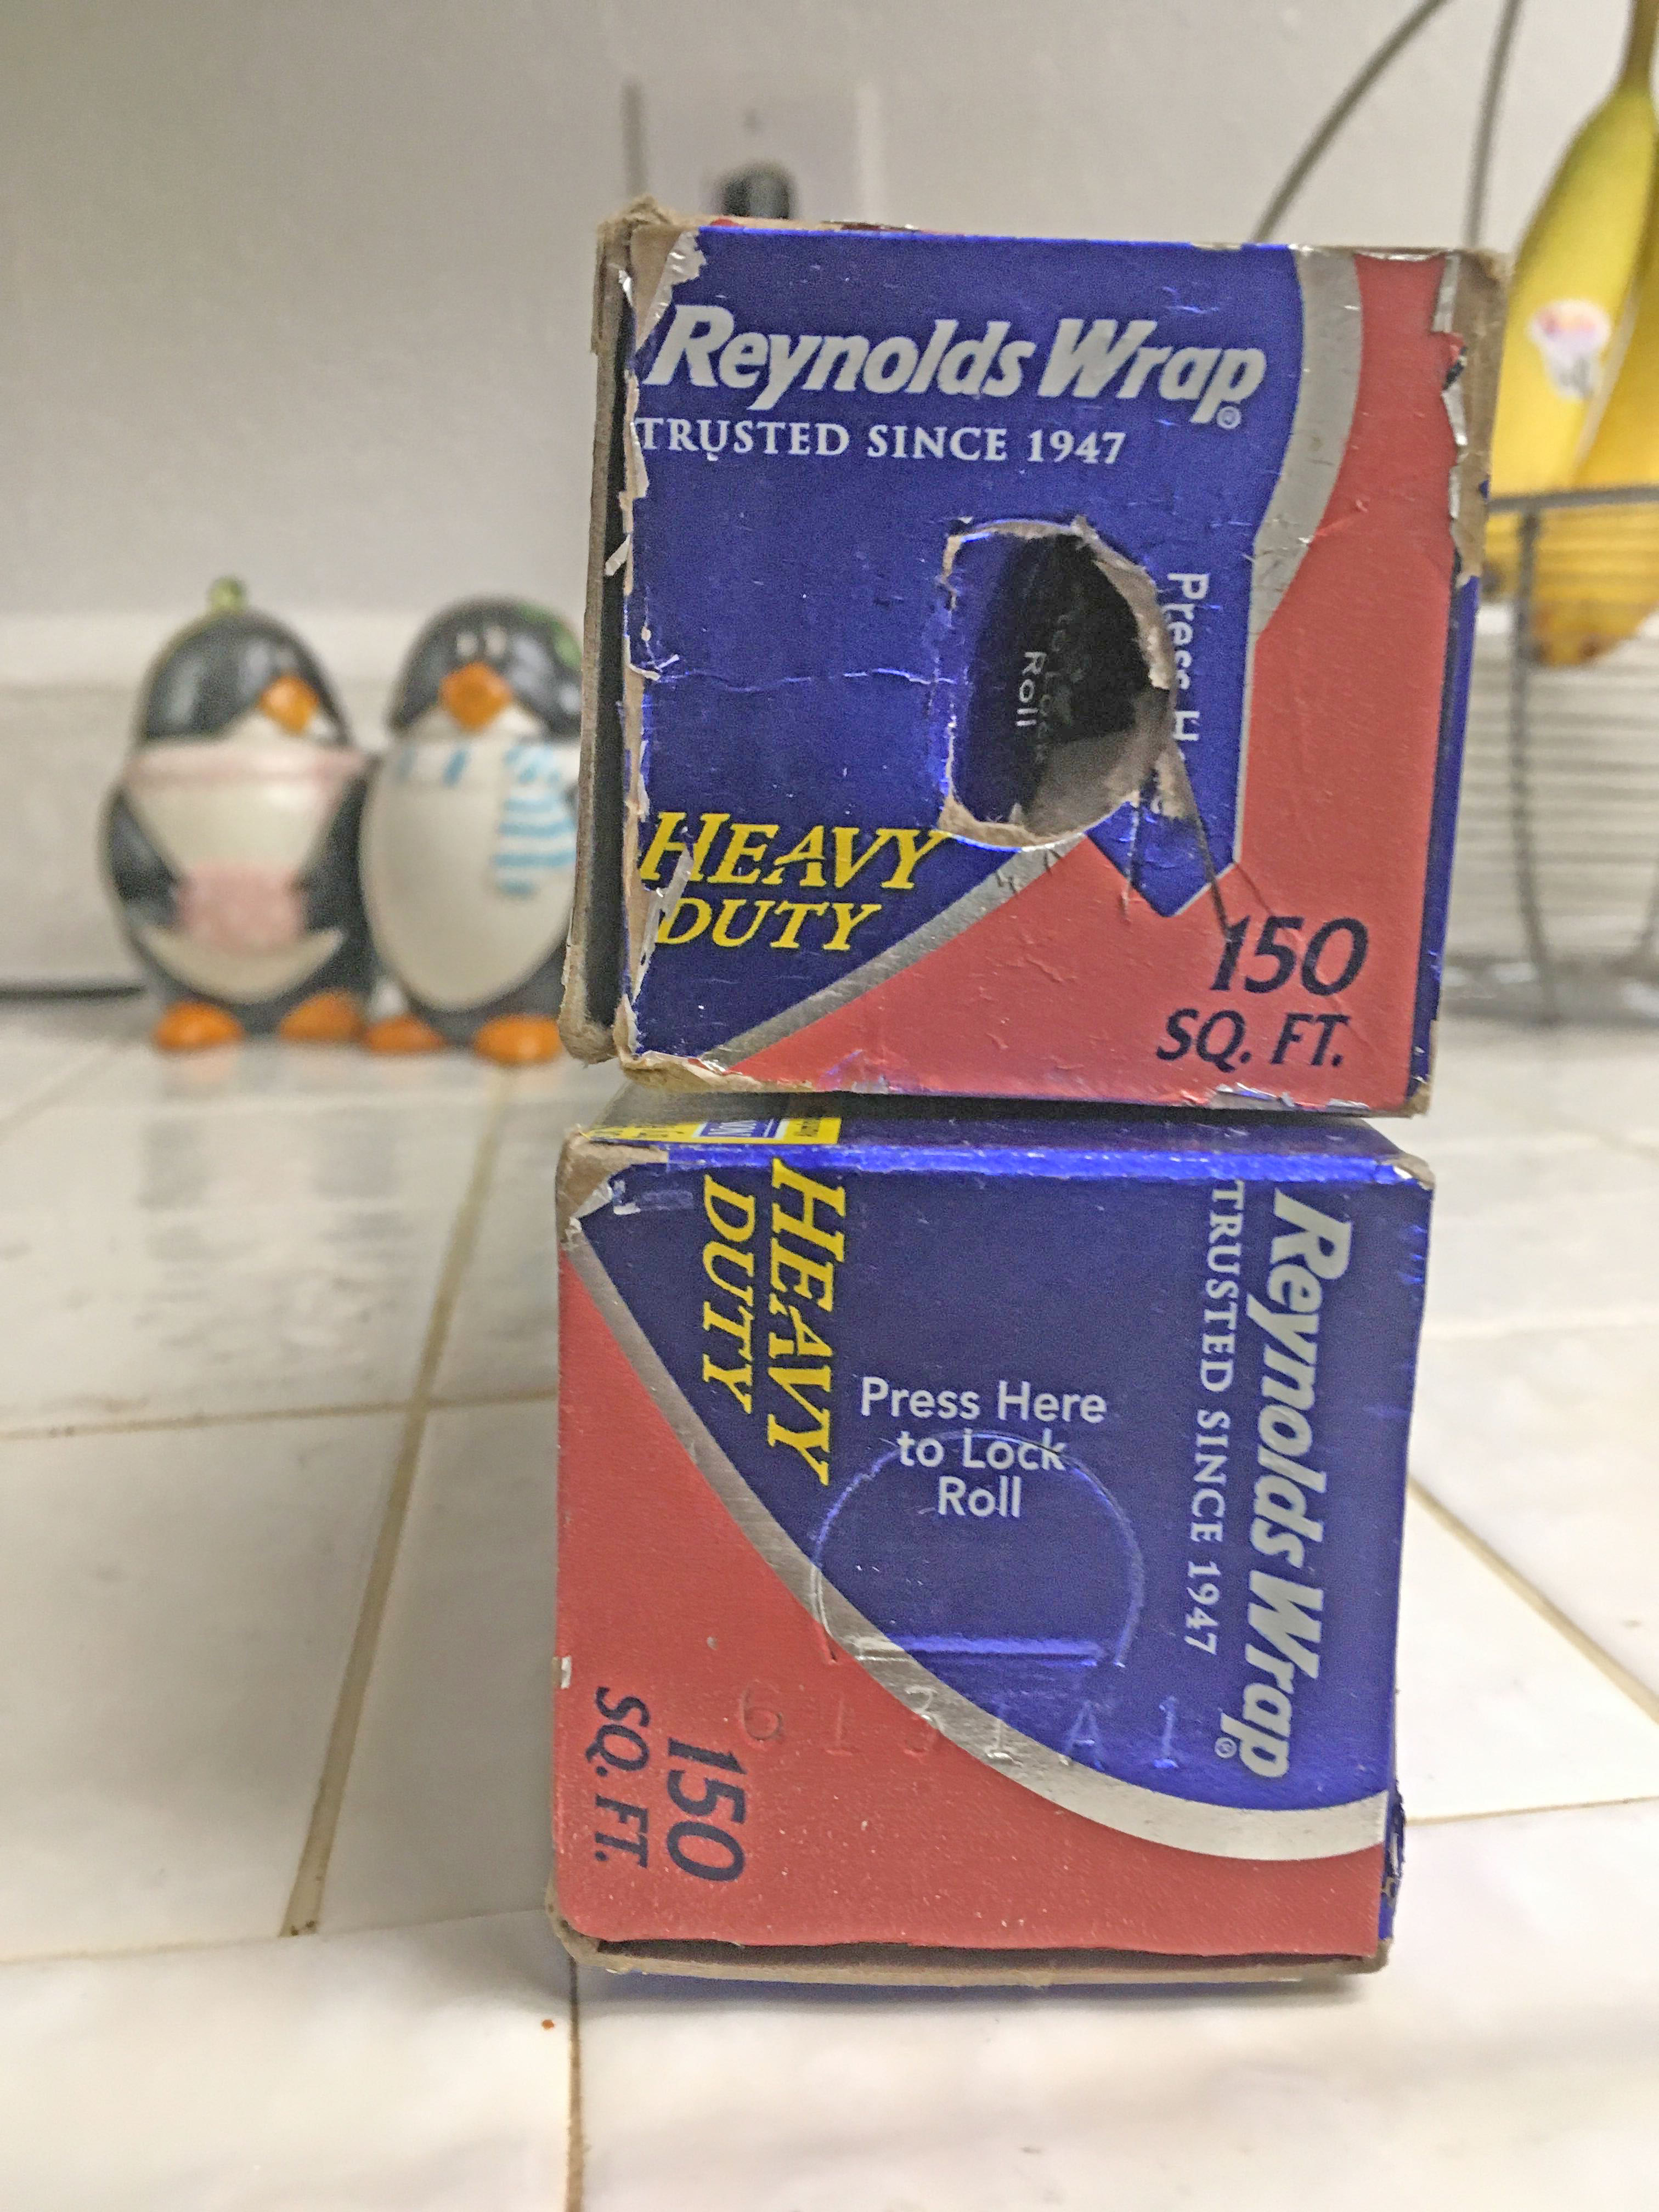 Reynolds Wrap®
TRUSTED SINCE 1947
Press H
Roll
HEAVY
DUTY
150
SQ. FT.
HEAVY
DUTY
Press Here
to Lock
Roll
Reynolds Wrap®
TRUSTED SINCE 1947
150
SQ. FT.